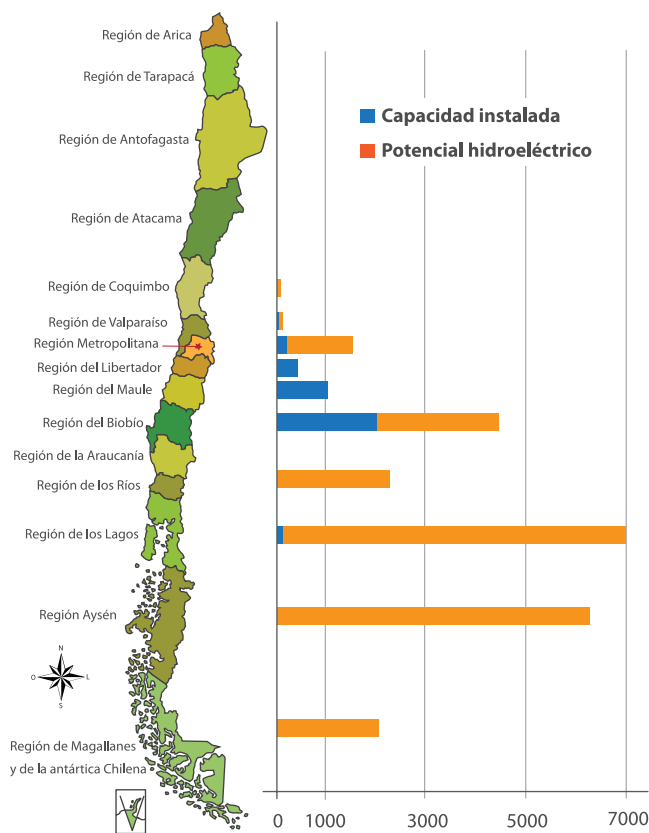 Región de Arica
Región de Tarapacá
Capacidad instalada
Región de Antofagasta
Potencial hidroeléctrico
Región de Atacama
Región de Coquimbo
Región de Valparaíso
Región Metropolitana
Región del Libertador
Región del Maule
Región del Biobío
Región de la Araucanía
Región de los Ríos
Región de los Lagos
Región Aysén
N
O L
S
Región de Magallanes
y de la antártica Chilena
0 1000 3000 4000 6000 7000